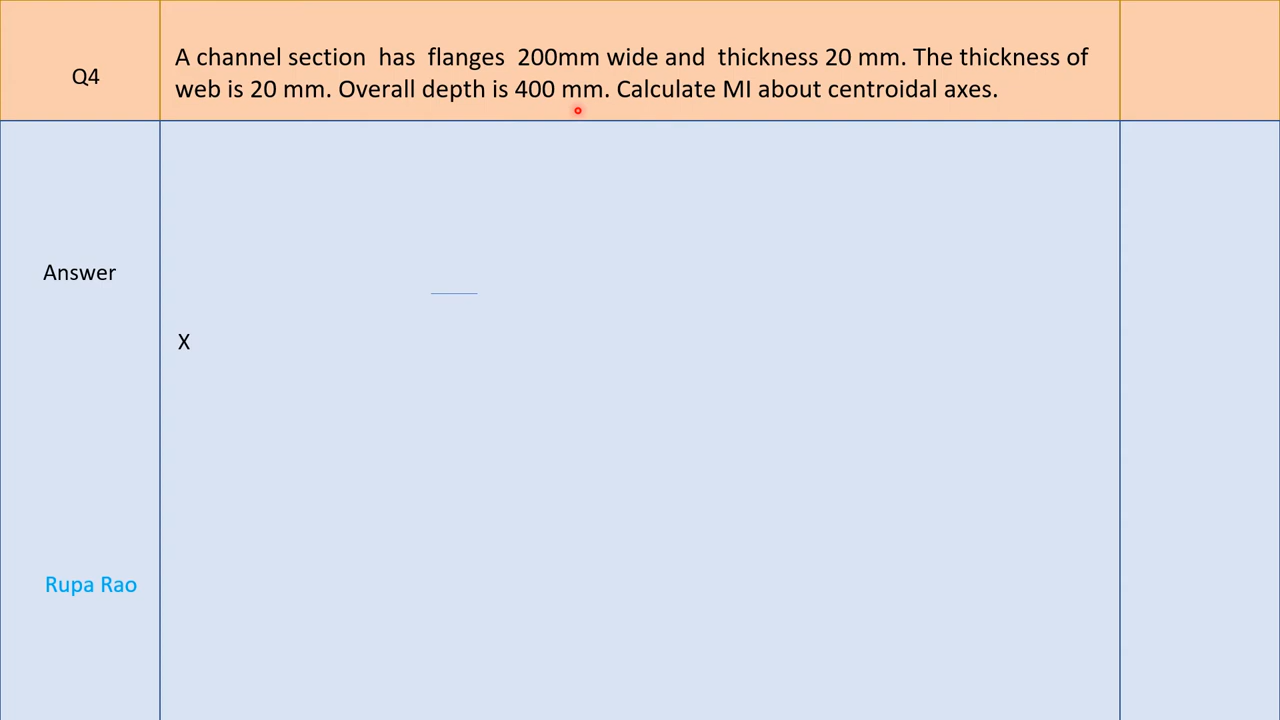 Q4
A channel section  has  flanges  200mm wide and  thickness 20 mm. The thickness of
web is 20 mm. Overall depth is 400 mm. Calculate MI about centroidal axes.
Answer
X
Rupa Rao